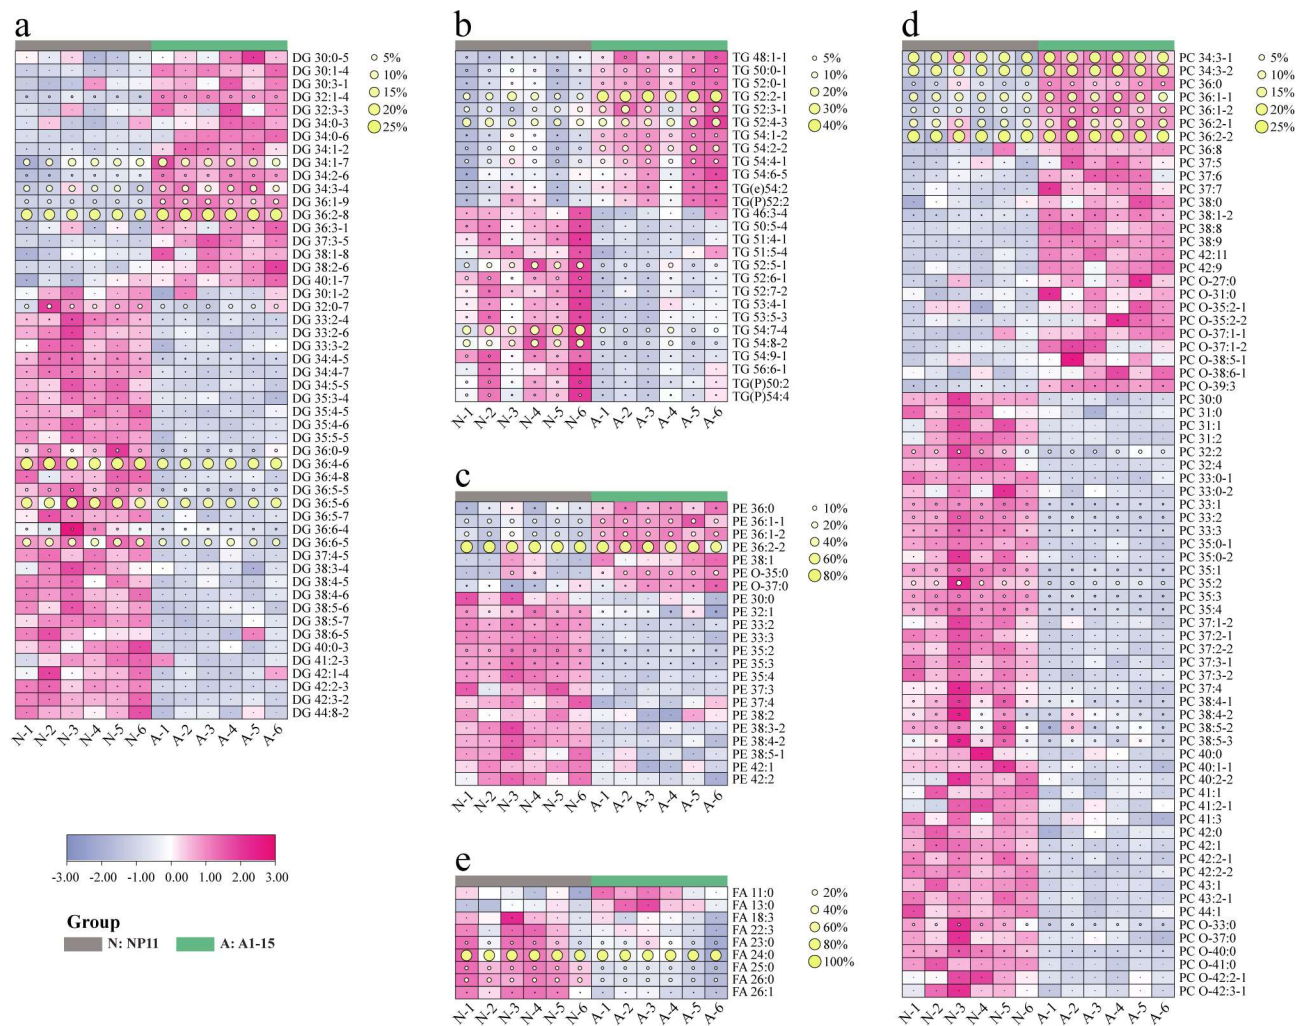 a
DG 30:0-5
DG 30:1-4
DG 30:3-1
DG 32:1-4
DG 32:3-3
DG 34:0-3
DG 34:0-6
DG 34:1-2
DG 34:1-7
DG 34:2-6
DG 34:3-4
DG 36:1-9
DG 36:2-8
DG 36:3-1
DG 37:3-5
DG 38:1-8
DG 38:2-6
DG 40:1-7
DG 30:1-2
DG 32:0-7
DG 33:2-4
DG 33:2-6
DG 33:3-2
DG 34:4-5
DG 34:4-7
DG 34:5-5
DG 35:3-4
DG 35:4-5
DG 35:4-6
DG 35:5-5
DG 36:0-9
DG 36:4-6
DG 36:4-8
DG 36:5-5
DG 36:5-6
DG 36:5-7
DG 36:6-4
DG 36:6-5
DG 37:4-5
DG 38:3-4
DG 38:4-5
DG 38:4-6
DG 38:5-6
DG 38:5-7
DG 38:6-5
DG 40:0-3
DG 41:2-3
DG 42:1-4
DG 42:2-3
DG 42:3-2
DG 44:8-2
N-1 N-2 N-3 N-4 N-5 N-6 A-1 A-2 A-3 A-4 A-5 A-6
5%
10%
15%
20%
25%
-3.00 -2.00 -1.00 0.00 1.00 2.00 3.00
Group
N: NP11 A: A1-15
b
TG 48:1-1
TG 50:0-1
TG 52:0-1
TG 52:2-1
TG 52:3-1
TG 52:4-3
TG 54:1-2
TG 54:2-2
TG 54:4-1
TG 54:6-5
TG(e)54:2
TG(P)52:2
TG 46:3-4
TG 50:5-4
TG 51:4-1
TG 51:5-4
TG 52:5-1
TG 52:6-1
TG 52:7-2
TG 53:4-1
TG 53:5-3
TG 54:7-4
TG 54:8-2
TG 54:9-1
TG 56:6-1
TG(P)50:2
TG(P)54:4
N-1 N-2 N-3 N-4 N-5 N-6 A-1 A-2 A-3 A-4 A-5 A-6
5%
10%
20%
30%
40%
c
PE 36:0
PE 36:1-1
PE 36:1-2
PE 36:2-2
PE 38:1
PE O-35:0
PE O-37:0
PE 30:0
PE 32:1
PE 33:2
PE 33:3
PE 35:2
PE 35:3
PE 35:4
PE 37:3
PE 37:4
PE 38:2
PE 38:3-2
PE 38:4-2
PE 38:5-1
PE 42:1
PE 42:2
N-1 N-2 N-3 N-4 N-5 N-6 A-1 A-2 A-3 A-4 A-5 A-6
10%
20%
40%
60%
80%
e
FA 11:0
FA 13:0
FA 18:3
FA 22:3
FA 23:0
FA 24:0
FA 25:0
FA 26:0
FA 26:1
N-1 N-2 N-3 N-4 N-5 N-6 A-1 A-2 A-3 A-4 A-5 A-6
20%
40%
60%
80%
100%
d
PC 34:3-1
PC 34:3-2
PC 36:0
PC 36:1-1
PC 36:1-2
PC 36:2-1
PC 36:2-2
PC 36:8
PC 37:5
PC 37:6
PC 37:7
PC 38:0
PC 38:1-2
PC 38:8
PC 38:9
PC 42:11
PC 42:9
PC O-27:0
PC O-31:0
PC O-35:2-1
PC O-35:2-2
PC O-37:1-1
PC O-37:1-2
PC O-38:5-1
PC O-38:6-1
PC O-39:3
PC 30:0
PC 31:0
PC 31:1
PC 31:2
PC 32:2
PC 32:4
PC 33:0-1
PC 33:0-2
PC 33:1
PC 33:2
PC 33:3
PC 35:0-1
PC 35:0-2
PC 35:1
PC 35:2
PC 35:3
PC 35:4
PC 37:1-2
PC 37:2-1
PC 37:2-2
PC 37:3-1
PC 37:3-2
PC 37:4
PC 38:4-1
PC 38:4-2
PC 38:5-2
PC 38:5-3
PC 40:0
PC 40:1-1
PC 40:2-2
PC 41:1
PC 41:2-1
PC 41:3
PC 42:0
PC 42:1
PC 42:2-1
PC 42:2-2
PC 43:1
PC 43:2-1
PC 44:1
PC O-33:0
PC O-37:0
PC O-40:0
PC O-41:0
PC O-42:2-1
PC O-42:3-1
N-1 N-2 N-3 N-4 N-5 N-6 A-1 A-2 A-3 A-4 A-5 A-6
5%
10%
15%
20%
25%